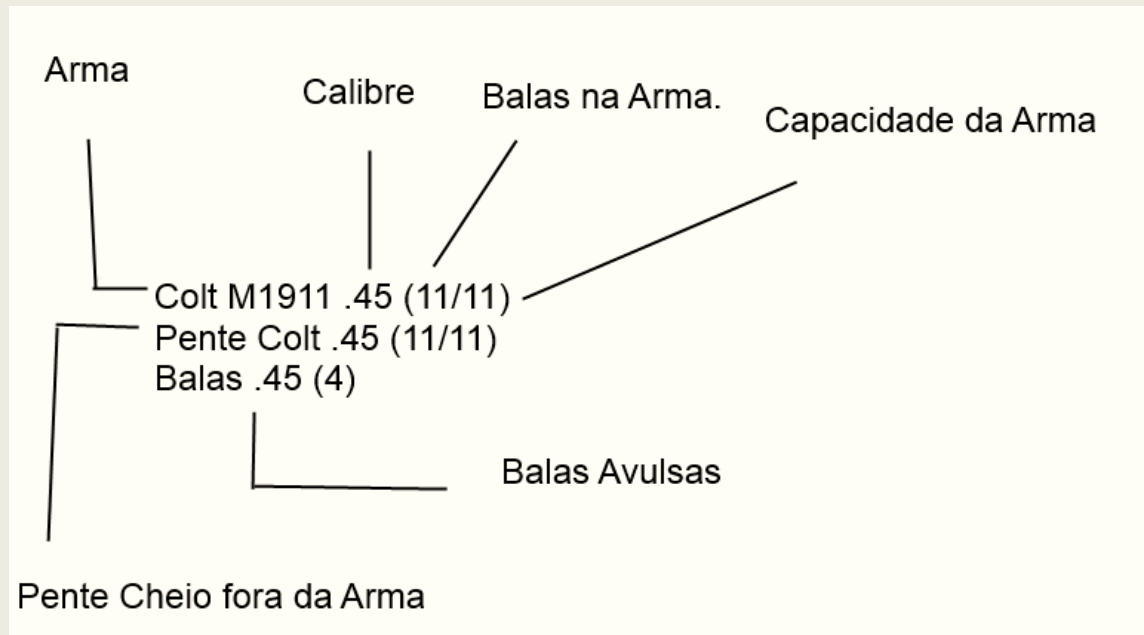 Arma
Calibre
Balas na Arma.
Capacidade da Arma
Colt M1911 .45 (11/11)
Pente Colt .45 (11/11)
Balas .45 (4)
Balas Avulsas
Pente Cheio fora da Arma